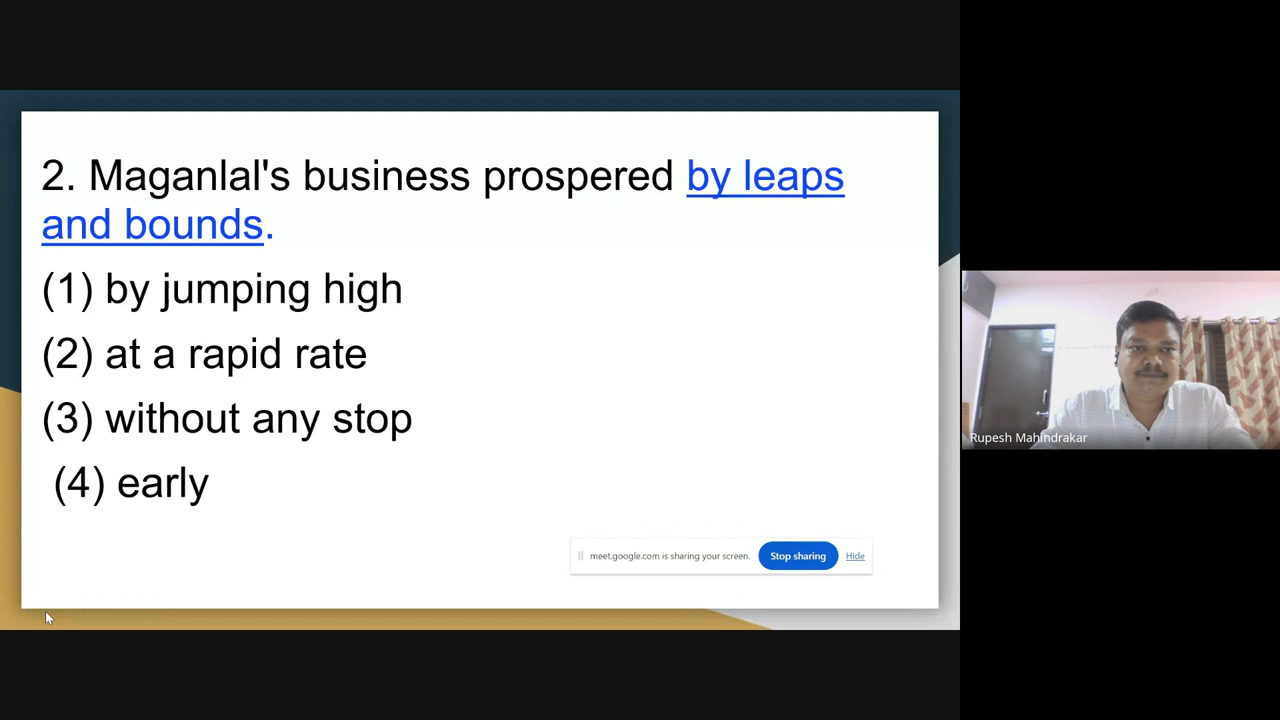 2. Maganlal's business prospered by leaps
and bounds.
(1) by jumping high
(2) at a rapid rate
(3) without any stop
(4) early
meet.google.com is sharing your screen. Stop sharing Hide
Rupesh Mahindrakar